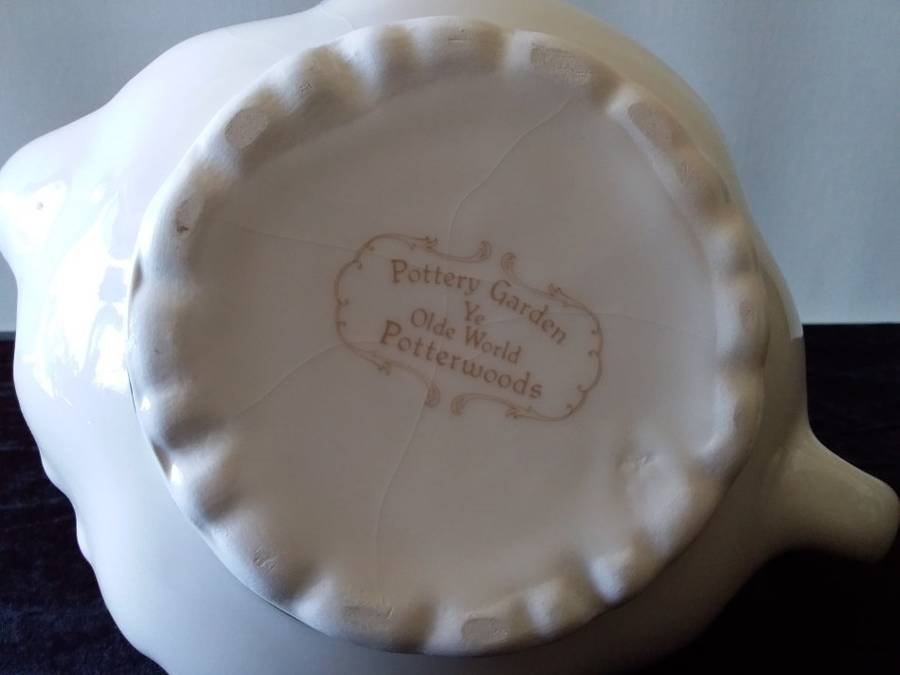 Pottery Garden
Ye
Olde World
Potterwoods